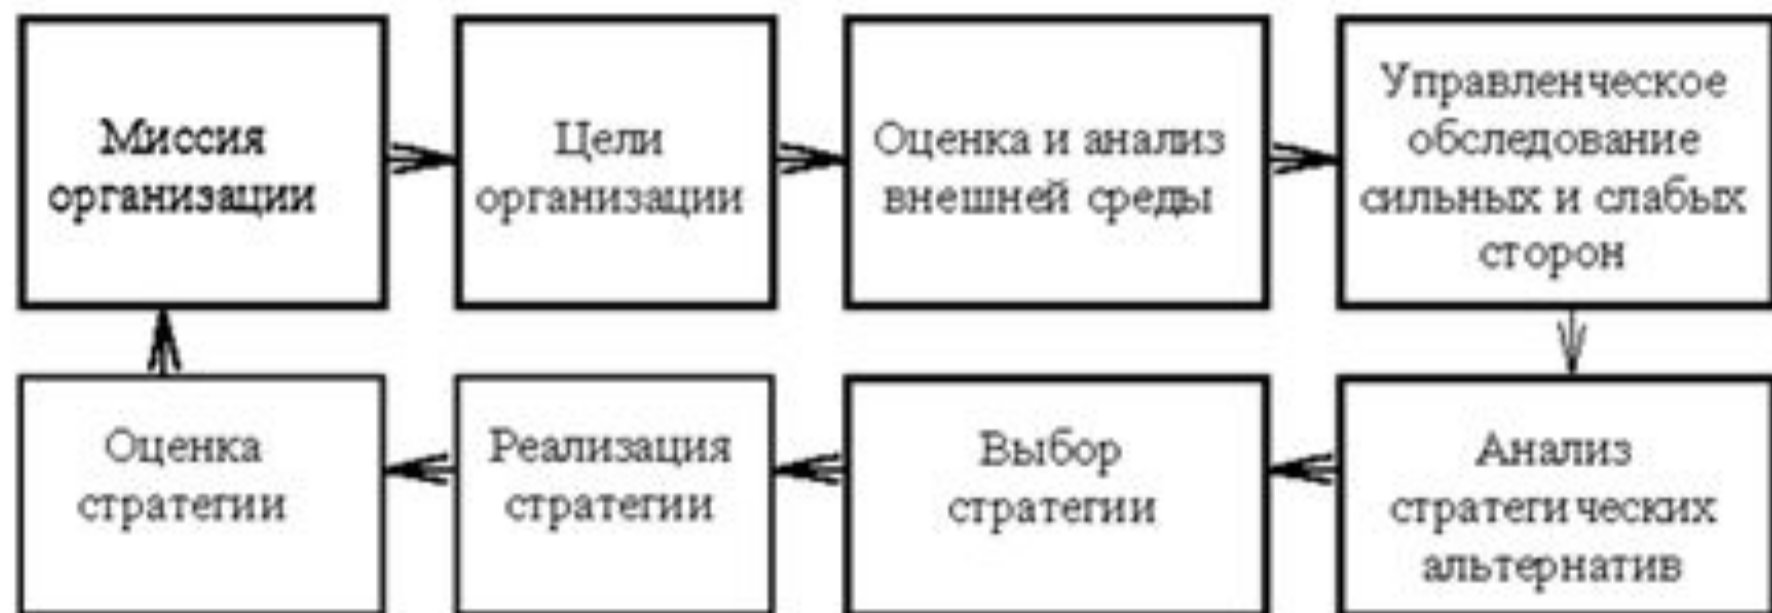 Миссия
организации
Цели
организации
Оценка и анализ
внешней среды
Управленческое
обследование
сильных и слабых
сторон
Оценка
стратегии
Реализация
стратегии
Выбор
стратегии
Анализ
стратегических
альтернатив